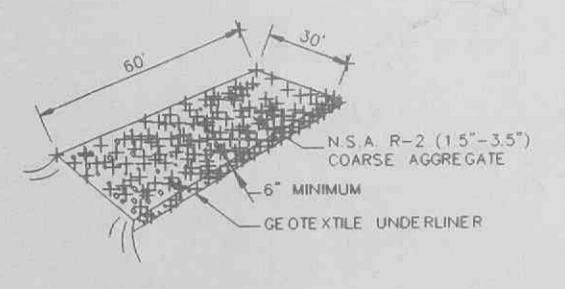 60'
30'
N.S.A. R-2 (1.5"-3.5")
COARSE AGGREGATE
6" MINIMUM
GEOTEXTILE UNDERLINER